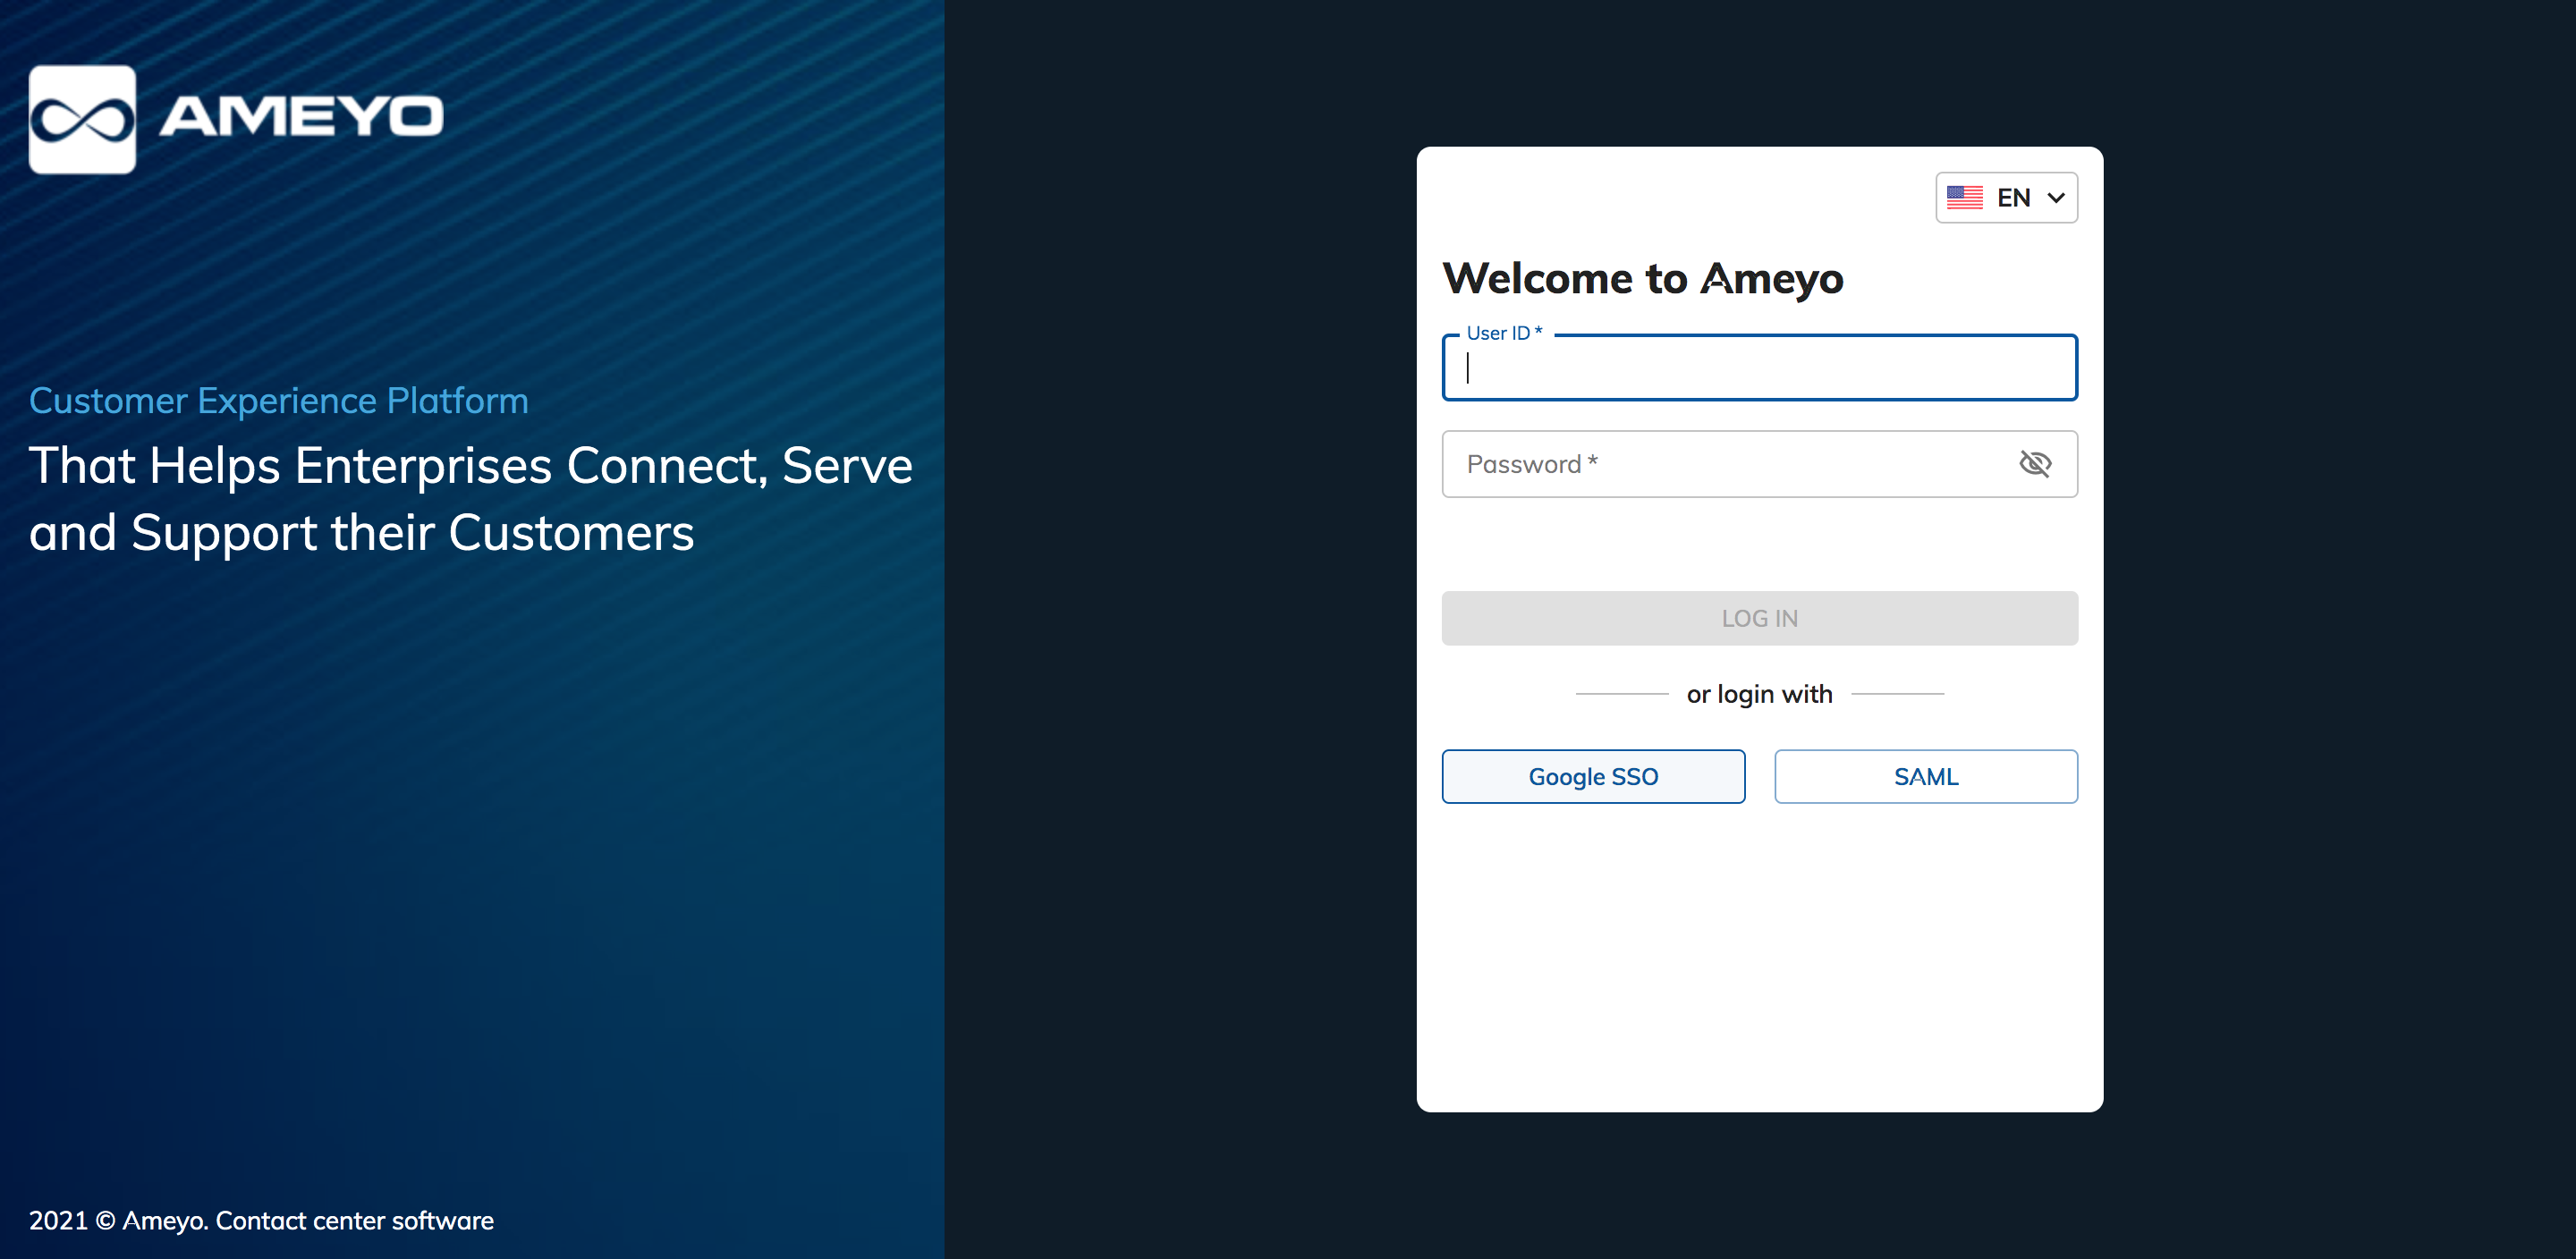 AMEYO
Customer Experience Platform
That Helps Enterprises Connect, Serve
and Support their Customers
2021 © Ameyo. Contact center software
EN
Welcome to Ameyo
User ID *
Password *
LOG IN
or login with
Google SSO
SAML